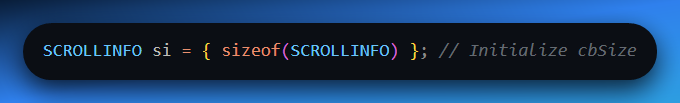 SCROLLINFO si = { sizeof(SCROLLINFO) }; // Initialize cbSize